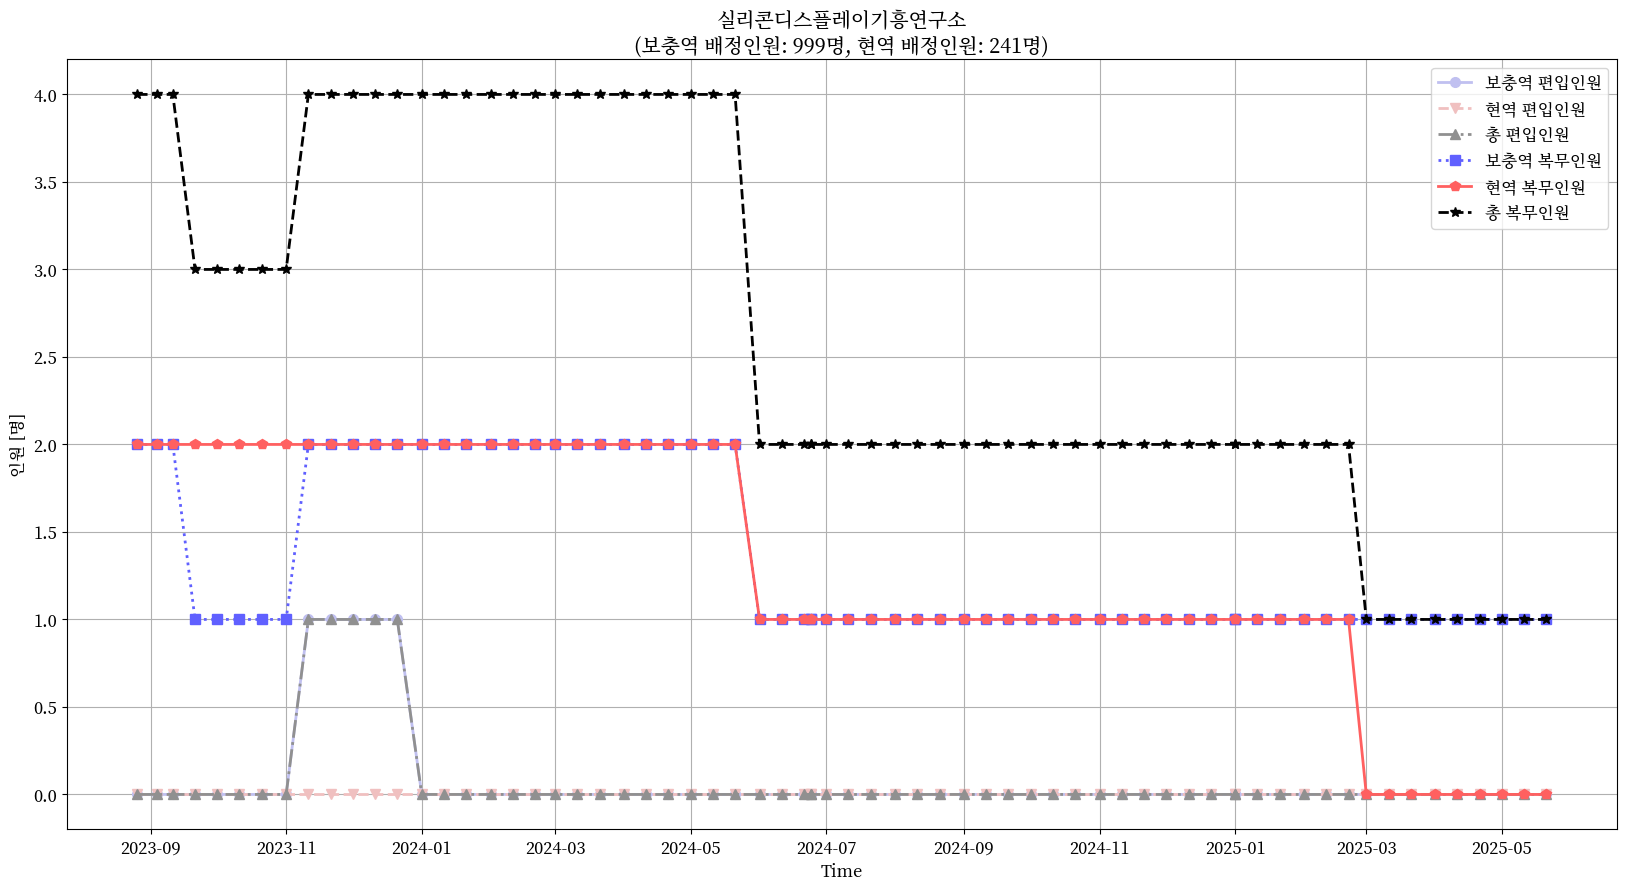 실리콘디스플레이기흥연구소
(보충역 배정인원: 999명, 현역 배정인원: 241명)
보충역 편입인원
현역 편입인원
총 편입인원
보충역 복무인원
현역 복무인원
총 복무인원
4.0
3.5
3.0
2.5
2.0
1.5
1.0
0.5
0.0
인원 [명]
2023-09 2023-11 2024-01 2024-03 2024-05 2024-07 2024-09 2024-11 2025-01 2025-03 2025-05
Time